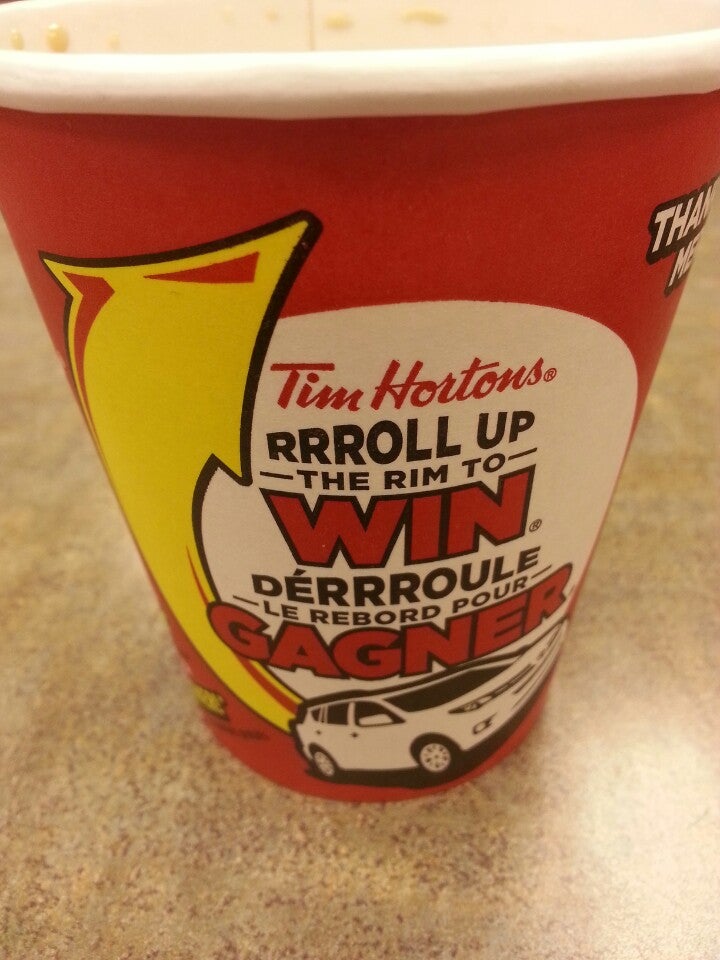 Tim Hortons®
RRROLL UP
THE RIM TO
WIN®
DÉRRROULE
LE REBORD POUR
GAGNER